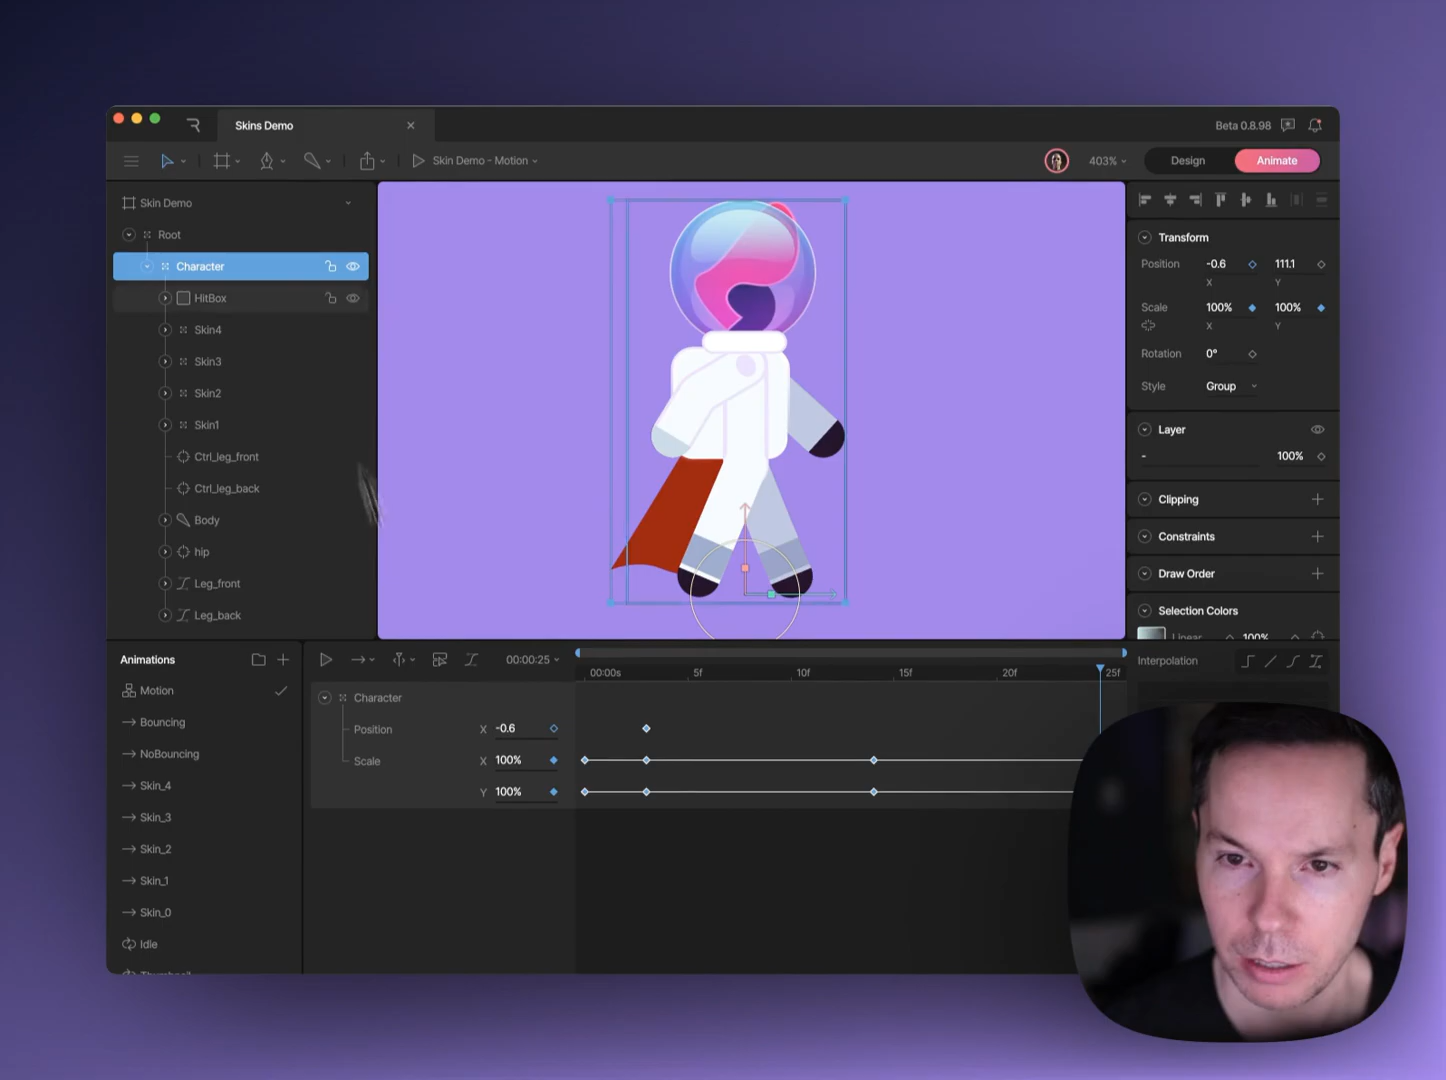 Skins Demo
Beta 0.8.98
Skin Demo - Motion
403%
Design
Animate
Skin Demo
Root
Character
HitBox
Skin4
Skin3
Skin2
Skin1
Ctrl_leg_front
Ctrl_leg_back
Body
hip
Leg_front
Leg_back
Transform
Position -0.6 111.1
X Y
Scale 100% 100%
X Y
Rotation 0°
Style Group
Layer
- 100%
Clipping
Constraints
Draw Order
Selection Colors
Linear 100%
Interpolation
Animations
Motion
Bouncing
NoBouncing
Skin_4
Skin_3
Skin_2
Skin_1
Skin_0
Idle
Thumbnail
00:00:25
00:00s 5f 10f 15f 20f 25f
Character
Position X -0.6
Scale X 100%
Y 100%